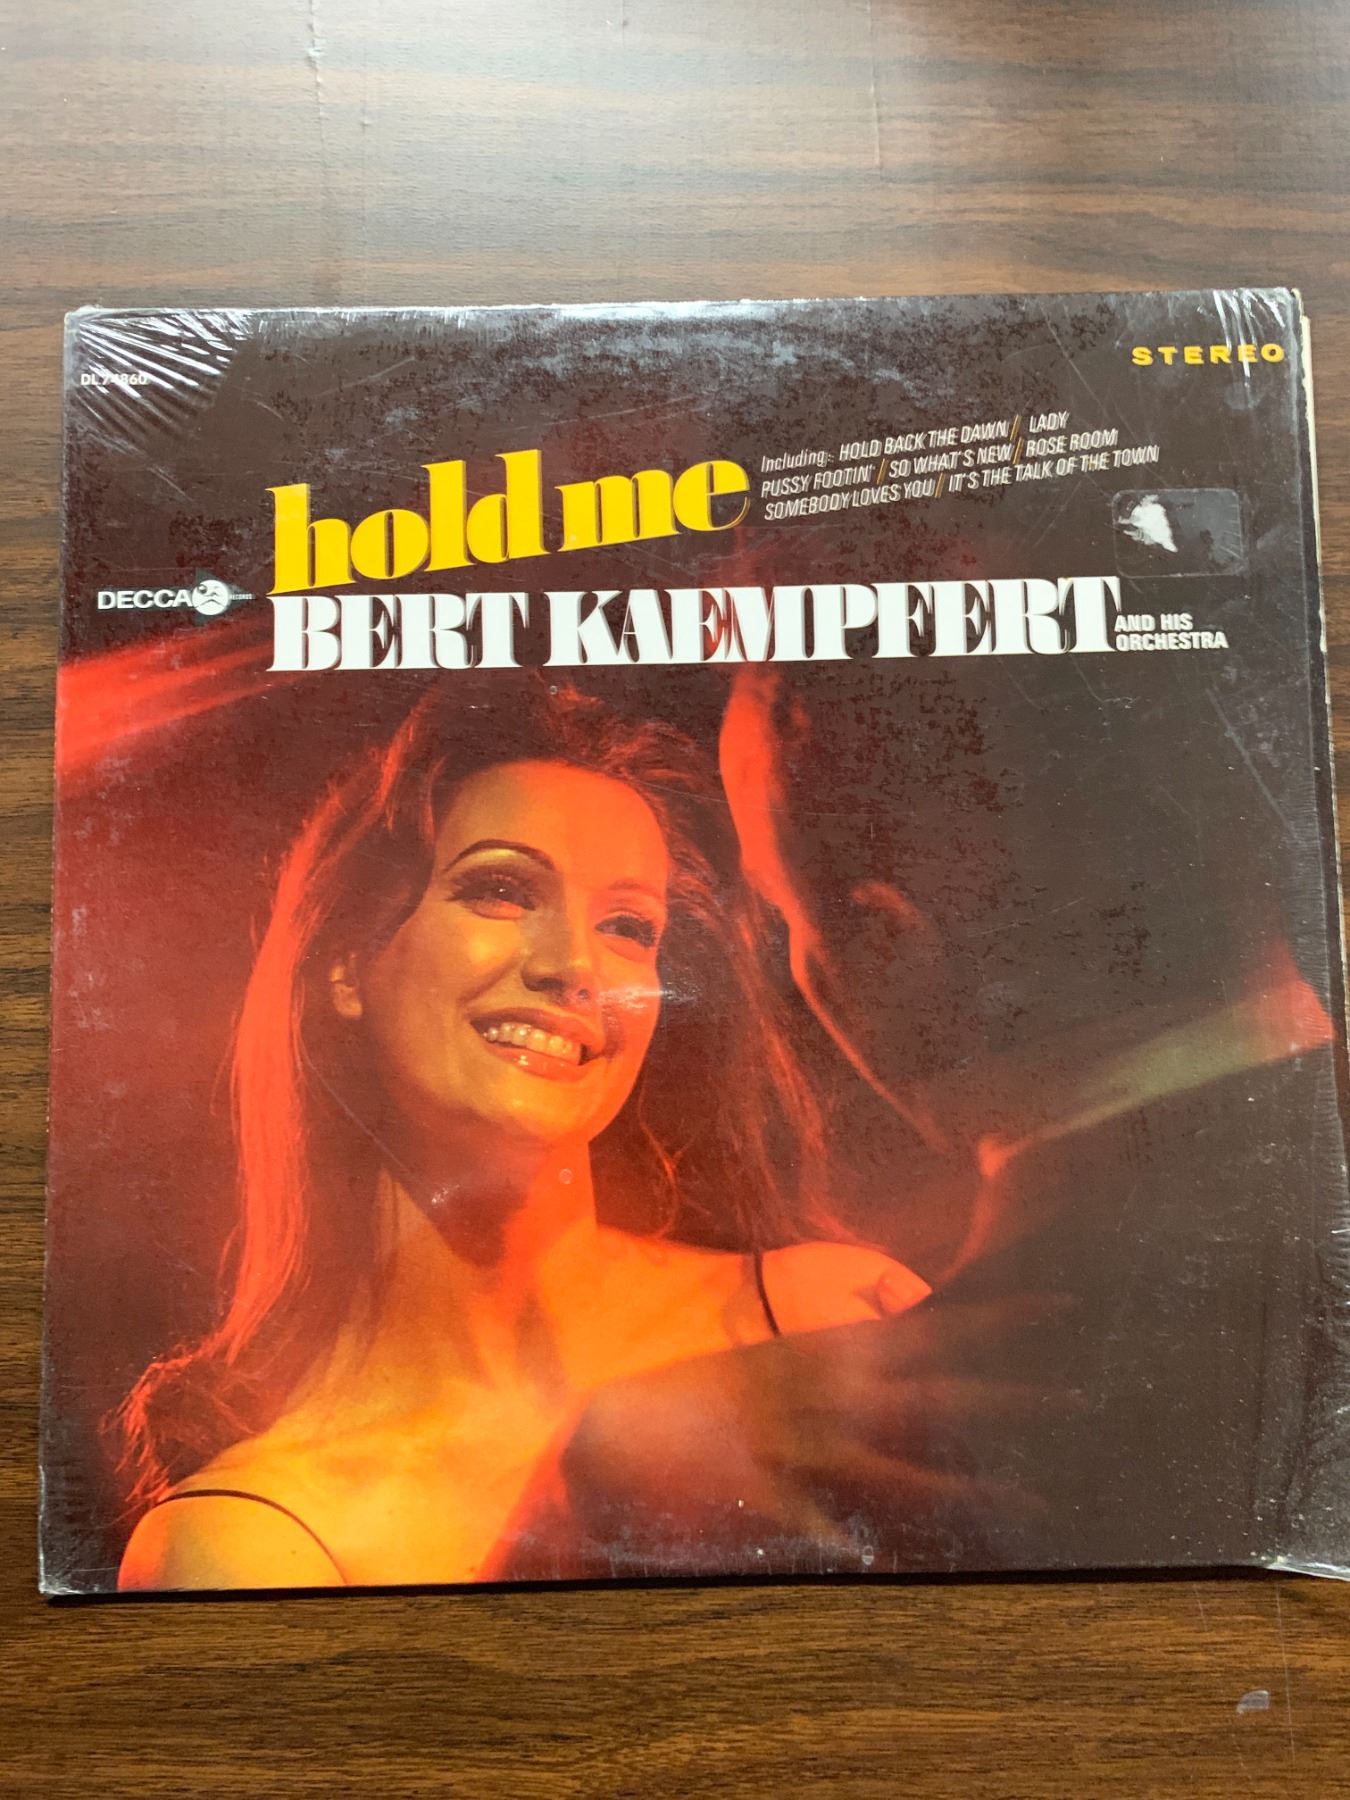 STEREO
DL 74860
Including: HOLD BACK THE DAWN / LADY
PUSSY FOOTIN' / SO WHAT'S NEW / ROSE ROOM
SOMEBODY LOVES YOU / IT'S THE TALK OF THE TOWN
hold me
DECCA RECORDS
BERT KAEMPFERT
AND HIS
ORCHESTRA